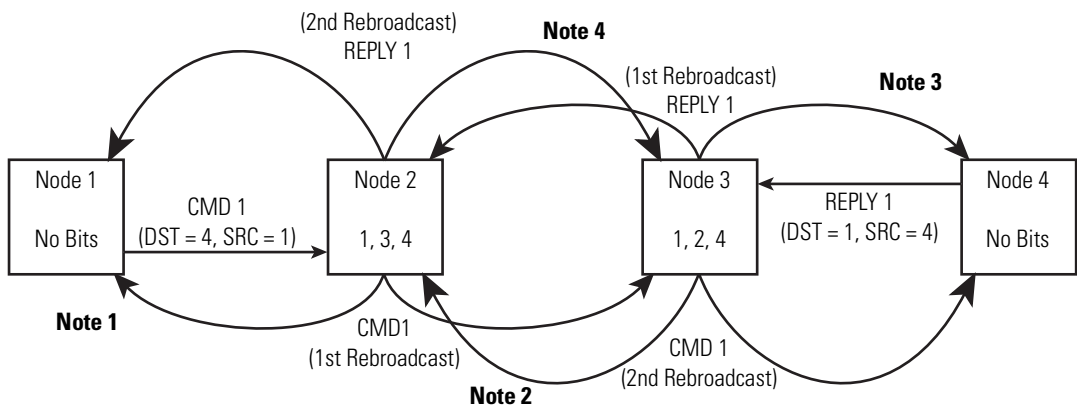 (2nd Rebroadcast)
REPLY 1
Note 4
(1st Rebroadcast)
REPLY 1
Note 3
Node 1
No Bits
CMD 1
(DST = 4, SRC = 1)
Node 2
1, 3, 4
Node 3
1, 2, 4
REPLY 1
(DST = 1, SRC = 4)
Node 4
No Bits
Note 1
CMD1
(1st Rebroadcast)
Note 2
CMD 1
(2nd Rebroadcast)